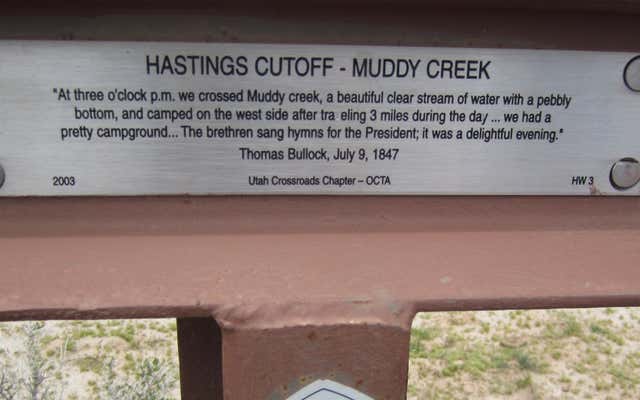 HASTINGS CUTOFF - MUDDY CREEK
"At three o'clock p.m. we crossed Muddy creek, a beautiful clear stream of water with a pebbly
bottom, and camped on the west side after tra eling 3 miles during the day ... we had a
pretty campground... The brethren sang hymns for the President; it was a delightful evening."
Thomas Bullock, July 9, 1847
2003 Utah Crossroads Chapter – OCTA HW 3